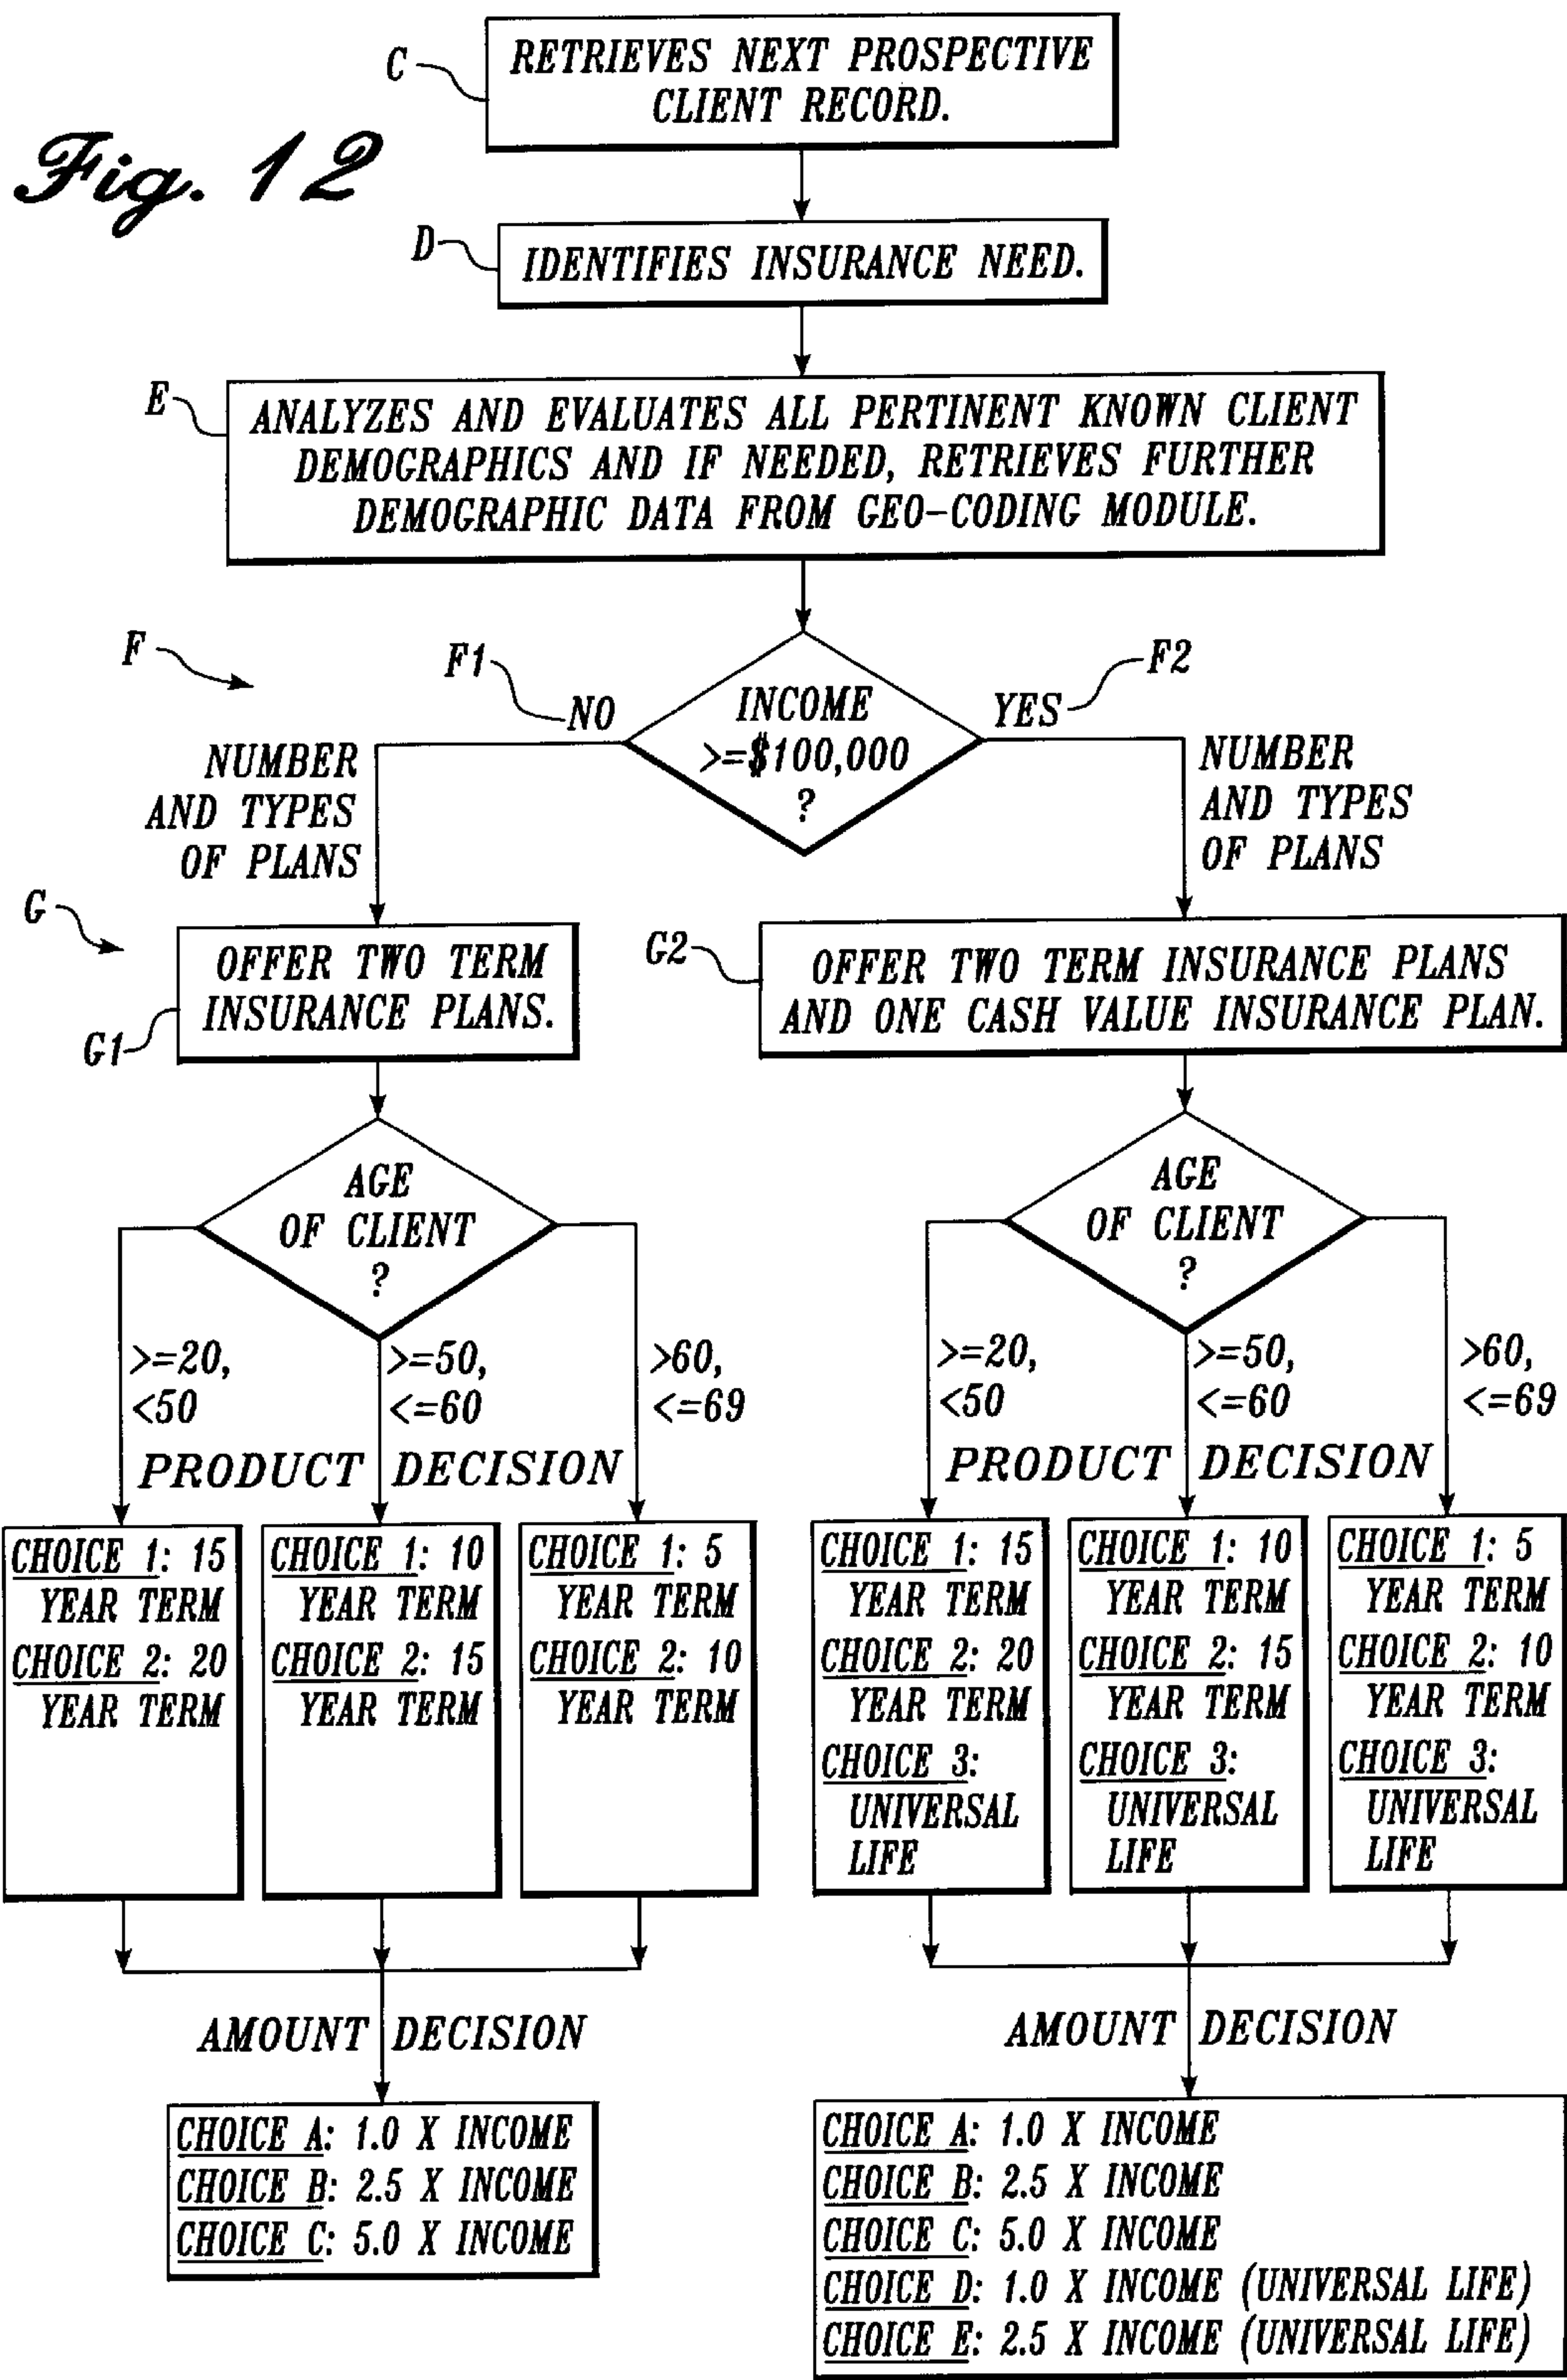 Fig. 12
C
RETRIEVES NEXT PROSPECTIVE
CLIENT RECORD.
D
IDENTIFIES INSURANCE NEED.
E
ANALYZES AND EVALUATES ALL PERTINENT KNOWN CLIENT
DEMOGRAPHICS AND IF NEEDED, RETRIEVES FURTHER
DEMOGRAPHIC DATA FROM GEO-CODING MODULE.
F
F1
NO
INCOME
>=$100,000
?
YES
F2
NUMBER
AND TYPES
OF PLANS
NUMBER
AND TYPES
OF PLANS
G
G1
OFFER TWO TERM
INSURANCE PLANS.
G2
OFFER TWO TERM INSURANCE PLANS
AND ONE CASH VALUE INSURANCE PLAN.
AGE
OF CLIENT
?
>=20,
<50
>=50,
<=60
>60,
<=69
PRODUCT DECISION
CHOICE 1: 15
YEAR TERM
CHOICE 2: 20
YEAR TERM
CHOICE 1: 10
YEAR TERM
CHOICE 2: 15
YEAR TERM
CHOICE 1: 5
YEAR TERM
CHOICE 2: 10
YEAR TERM
AMOUNT DECISION
CHOICE A: 1.0 X INCOME
CHOICE B: 2.5 X INCOME
CHOICE C: 5.0 X INCOME
AGE
OF CLIENT
?
>=20,
<50
>=50,
<=60
>60,
<=69
PRODUCT DECISION
CHOICE 1: 15
YEAR TERM
CHOICE 2: 20
YEAR TERM
CHOICE 3:
UNIVERSAL
LIFE
CHOICE 1: 10
YEAR TERM
CHOICE 2: 15
YEAR TERM
CHOICE 3:
UNIVERSAL
LIFE
CHOICE 1: 5
YEAR TERM
CHOICE 2: 10
YEAR TERM
CHOICE 3:
UNIVERSAL
LIFE
AMOUNT DECISION
CHOICE A: 1.0 X INCOME
CHOICE B: 2.5 X INCOME
CHOICE C: 5.0 X INCOME
CHOICE D: 1.0 X INCOME (UNIVERSAL LIFE)
CHOICE E: 2.5 X INCOME (UNIVERSAL LIFE)